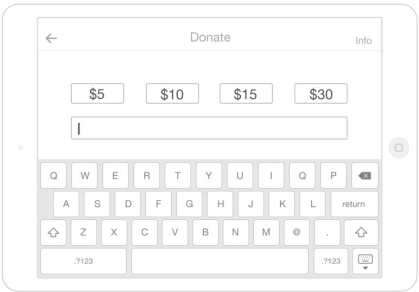 Donate
Info
$5 $10 $15 $30
Q W E R T Y U I Q P
A S D F G H J K L return
Z X C V B N M @ .
.?123 .?123